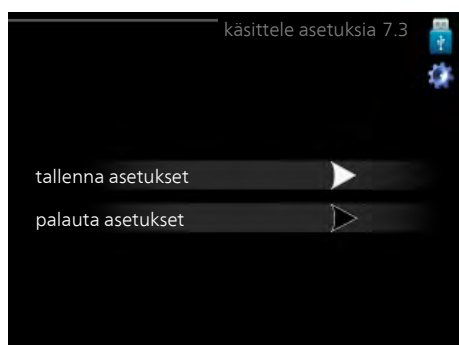 käsittele asetuksia 7.3
tallenna asetukset
palauta asetukset